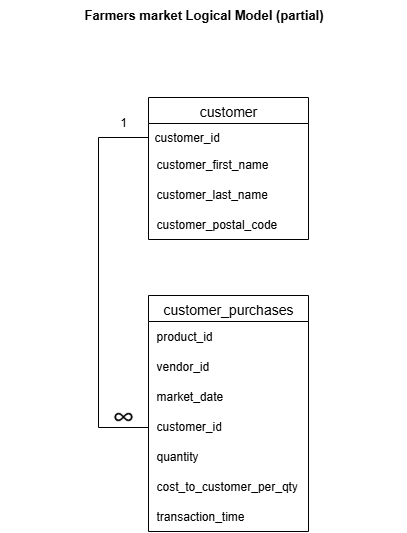 Farmers market Logical Model (partial)
customer
1
customer_id
customer_first_name
customer_last_name
customer_postal_code
customer_purchases
product_id
vendor_id
market_date
∞
customer_id
quantity
cost_to_customer_per_qty
transaction_time